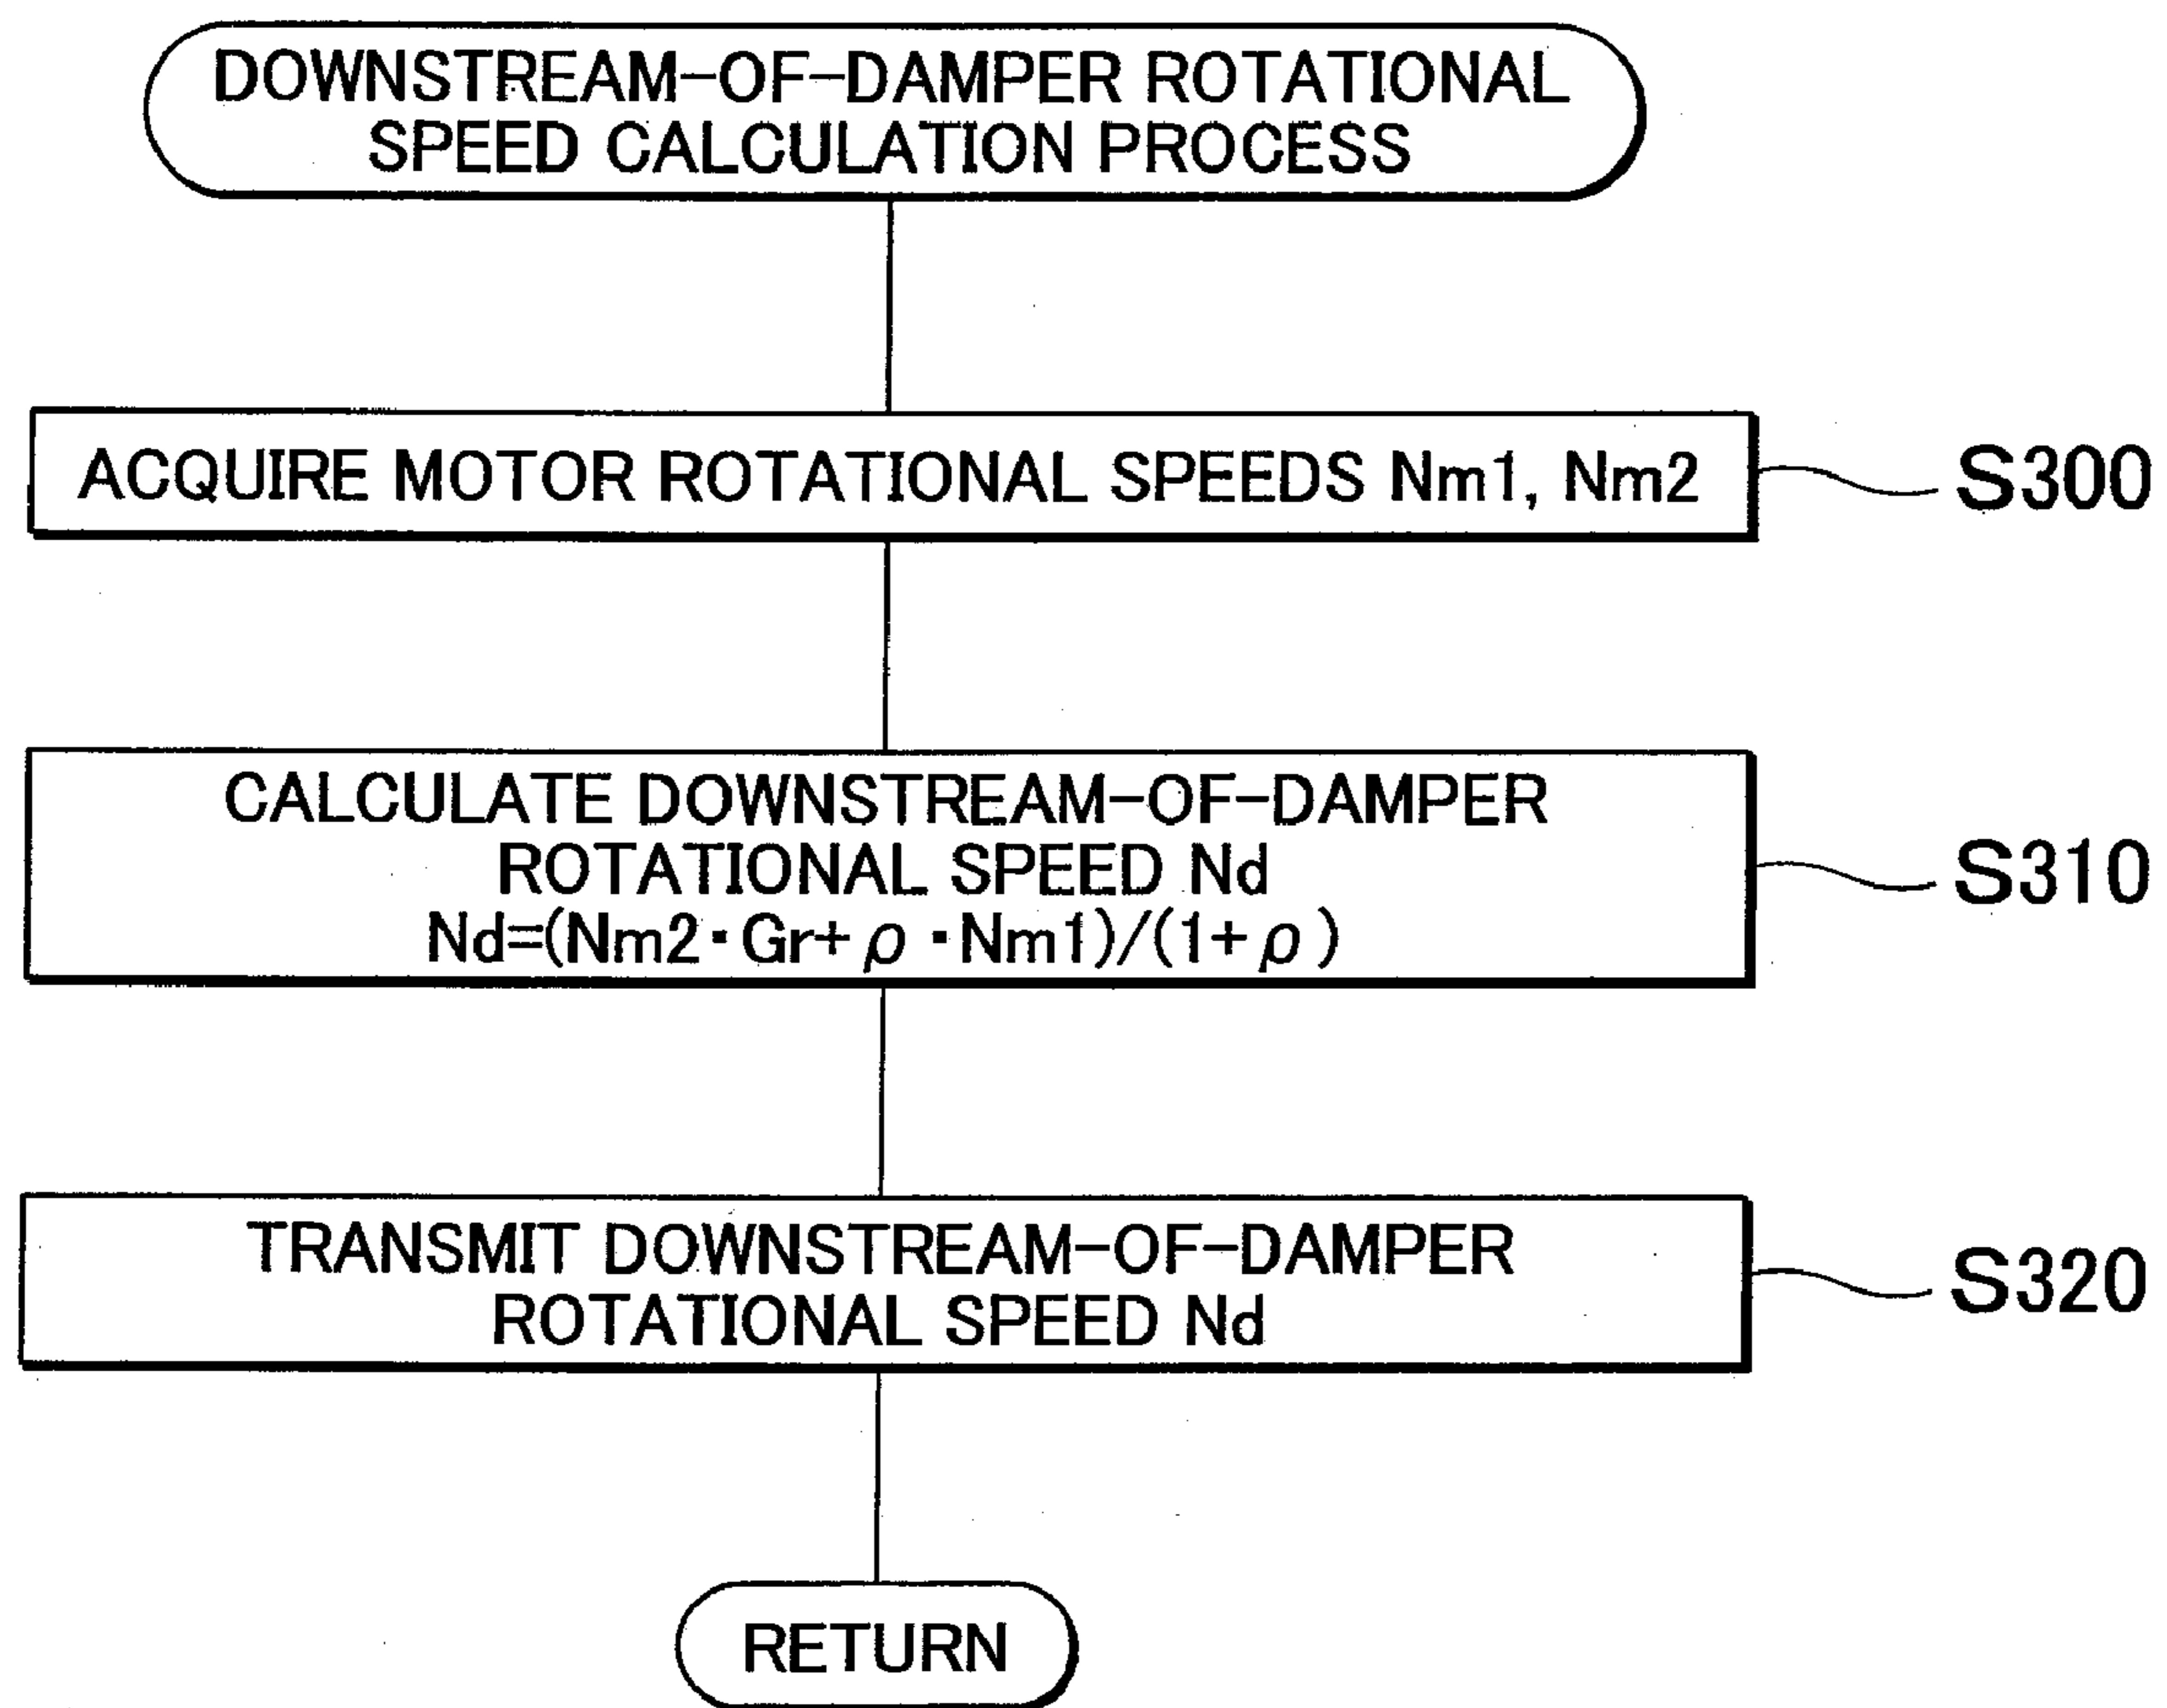 DOWNSTREAM-OF-DAMPER ROTATIONAL
SPEED CALCULATION PROCESS
ACQUIRE MOTOR ROTATIONAL SPEEDS Nm1, Nm2
S300
CALCULATE DOWNSTREAM-OF-DAMPER
ROTATIONAL SPEED Nd
Nd=(Nm2・Gr+ρ・Nm1)/(1+ρ)
S310
TRANSMIT DOWNSTREAM-OF-DAMPER
ROTATIONAL SPEED Nd
S320
RETURN